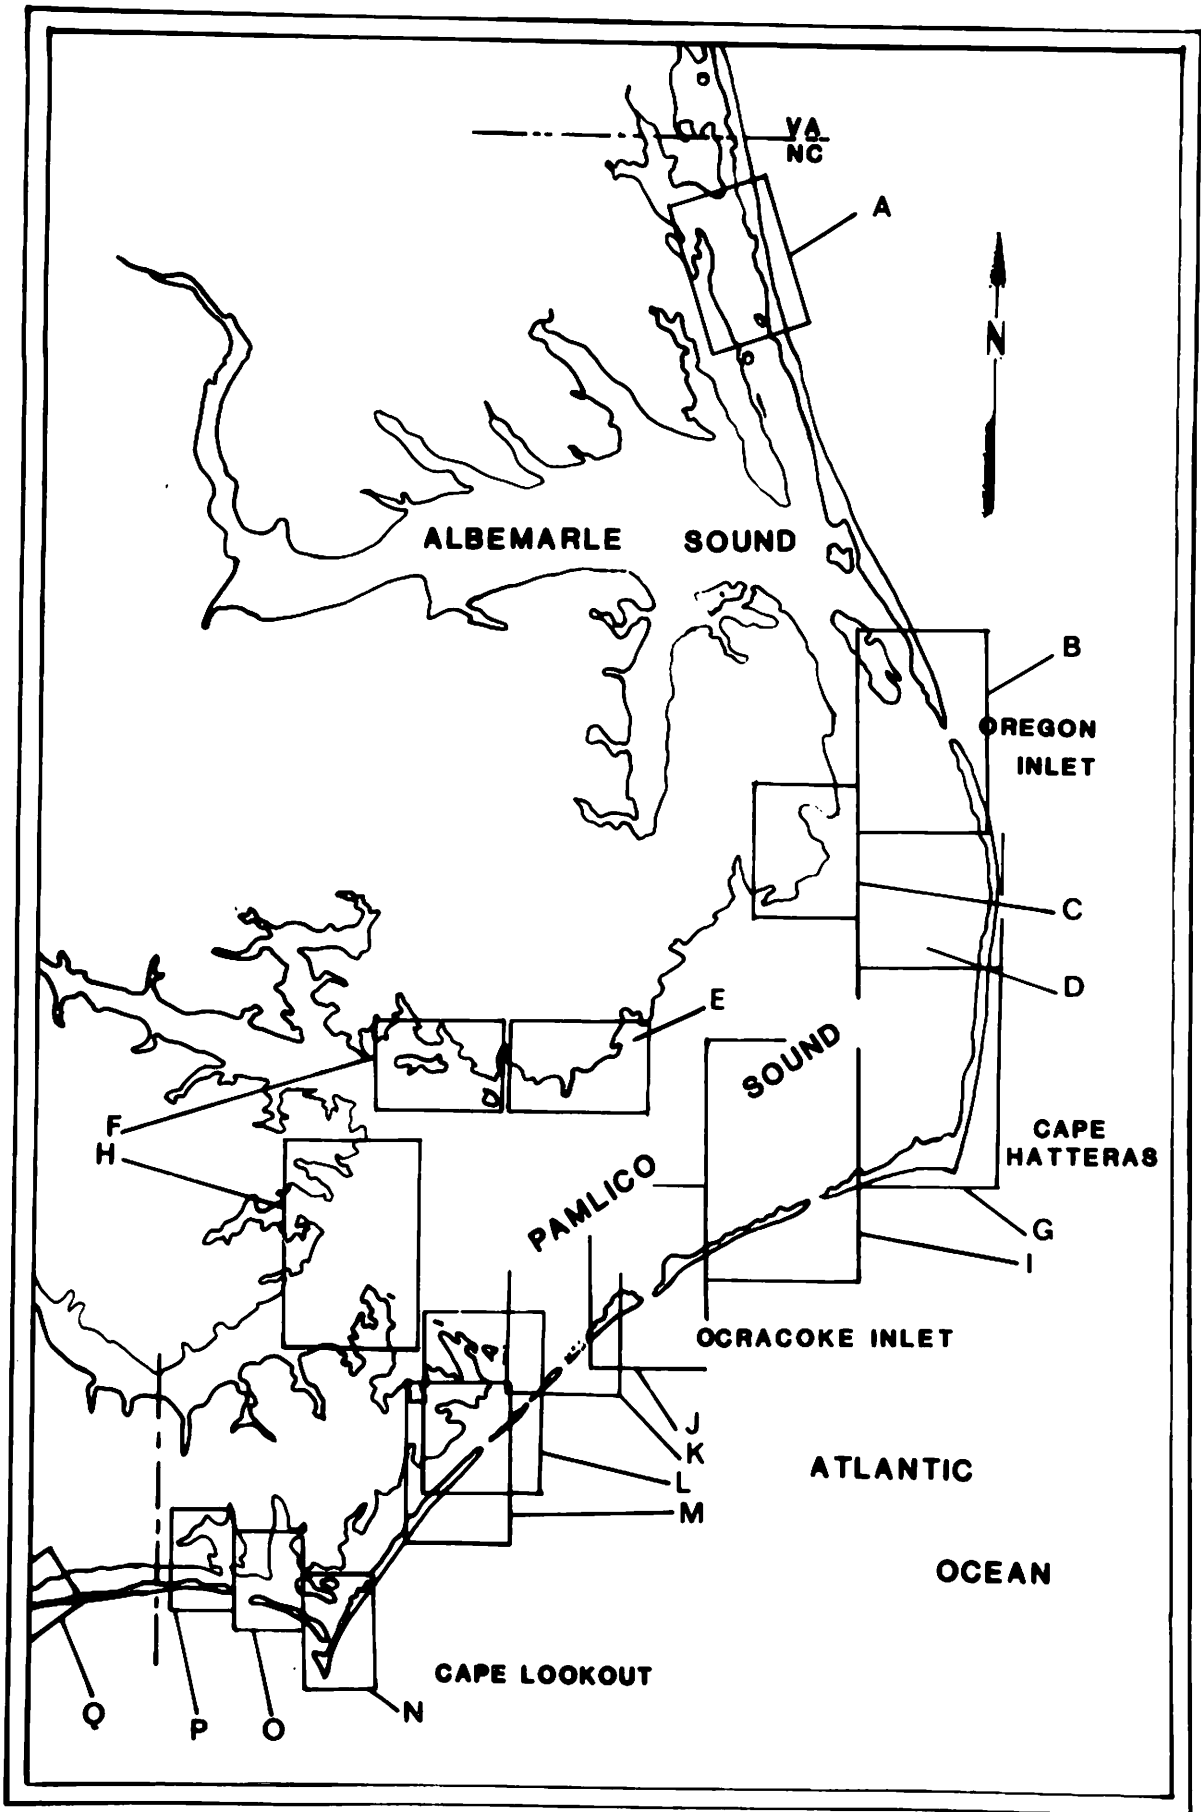 VA
NC
A
N
ALBEMARLE SOUND
B
OREGON
INLET
C
D
E
SOUND
F
H
CAPE
HATTERAS
PAMLICO
G
I
OCRACOKE INLET
J
K
L
M
ATLANTIC
OCEAN
CAPE LOOKOUT
N
Q
P
O